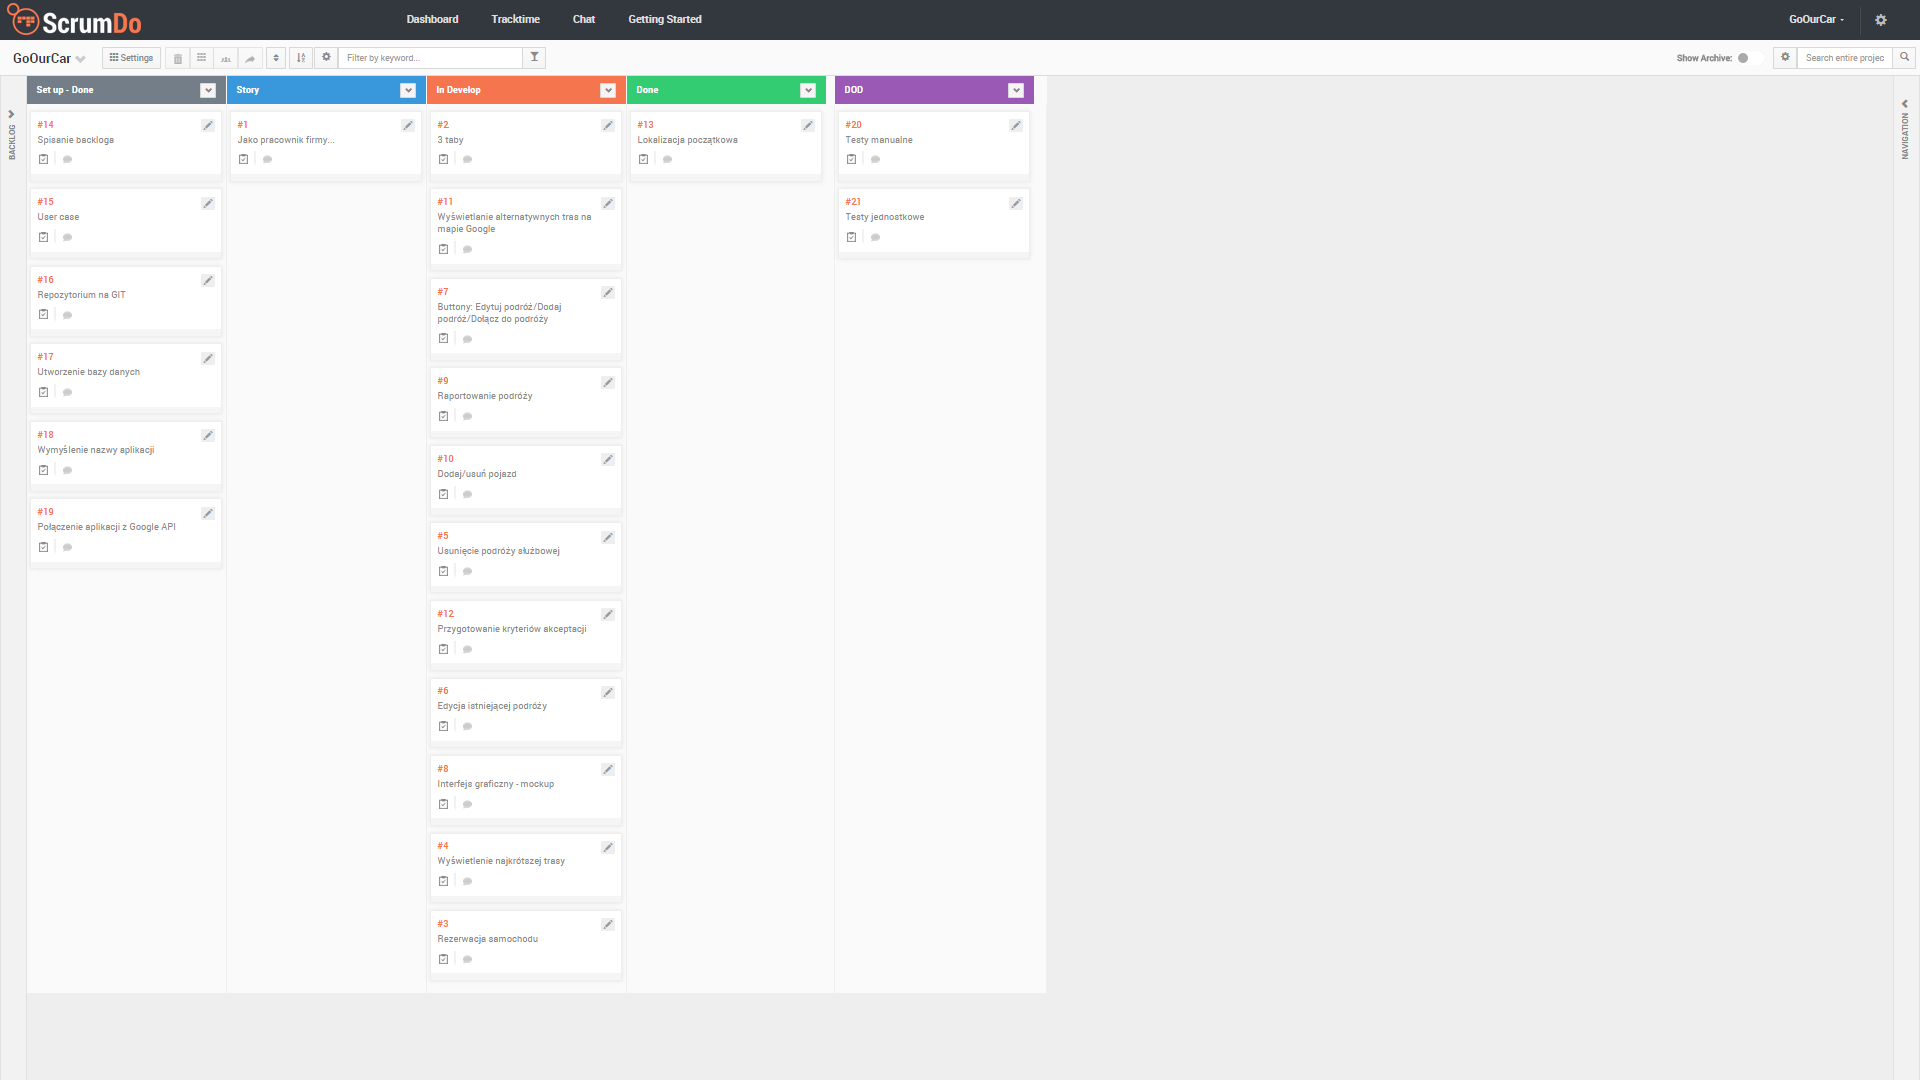 ScrumDo
Dashboard Tracktime Chat Getting Started GoOurCar
GoOurCar Settings Filter by keyword... Show Archive: Search entire projec
BACKLOG
NAVIGATION
Set up - Done
#14
Spisanie backloga
#15
User case
#16
Repozytorium na GIT
#17
Utworzenie bazy danych
#18
Wymyślenie nazwy aplikacji
#19
Połączenie aplikacji z Google API
Story
#1
Jako pracownik firmy...
In Develop
#2
3 taby
#11
Wyświetlanie alternatywnych tras na
mapie Google
#7
Buttony: Edytuj podróż/Dodaj
podróż/Dołącz do podróży
#9
Raportowanie podróży
#10
Dodaj/usuń pojazd
#5
Usunięcie podróży służbowej
#12
Przygotowanie kryteriów akceptacji
#6
Edycja istniejącej podróży
#8
Interfejs graficzny - mockup
#4
Wyświetlenie najkrótszej trasy
#3
Rezerwacja samochodu
Done
#13
Lokalizacja początkowa
DOD
#20
Testy manualne
#21
Testy jednostkowe